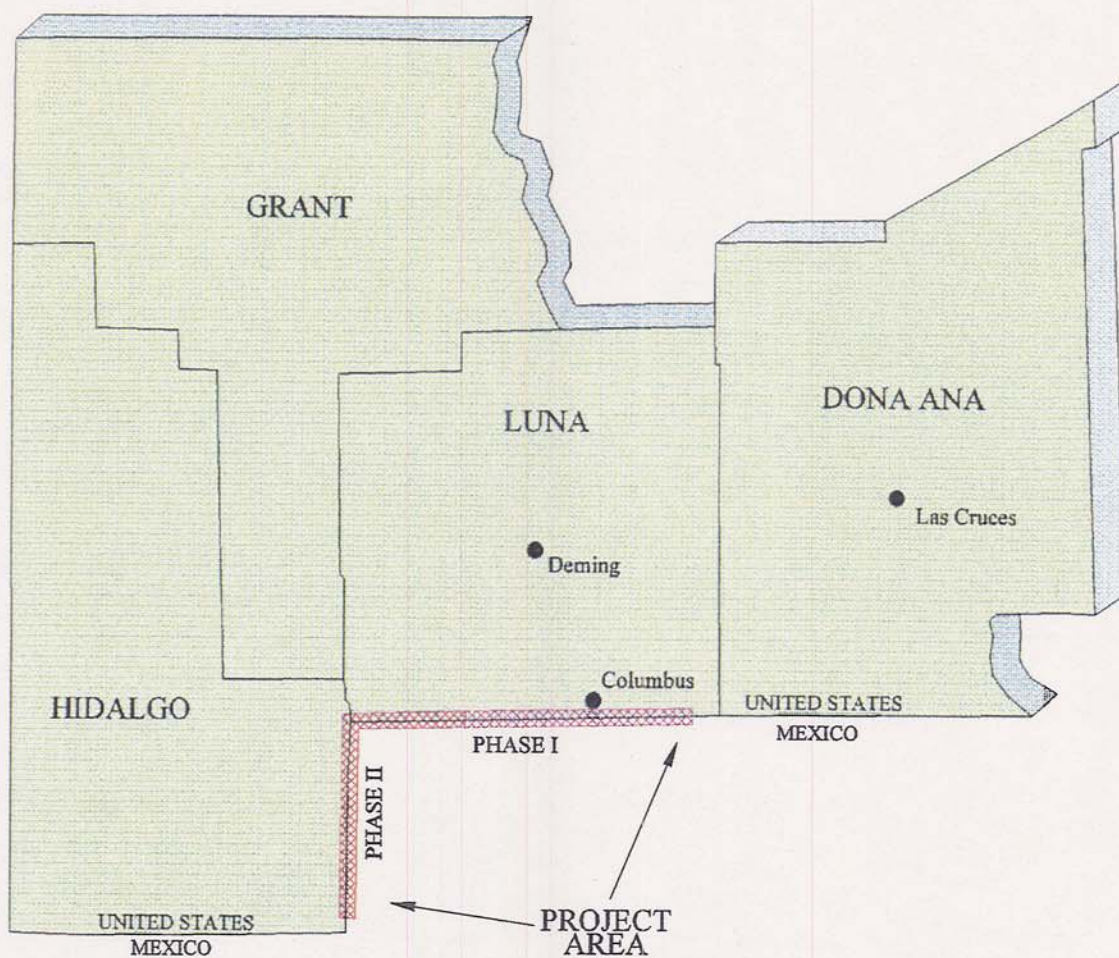 GRANT
LUNA
DONA ANA
Las Cruces
Deming
Columbus
HIDALGO
UNITED STATES
MEXICO
PHASE I
PHASE II
UNITED STATES
MEXICO
PROJECT
AREA